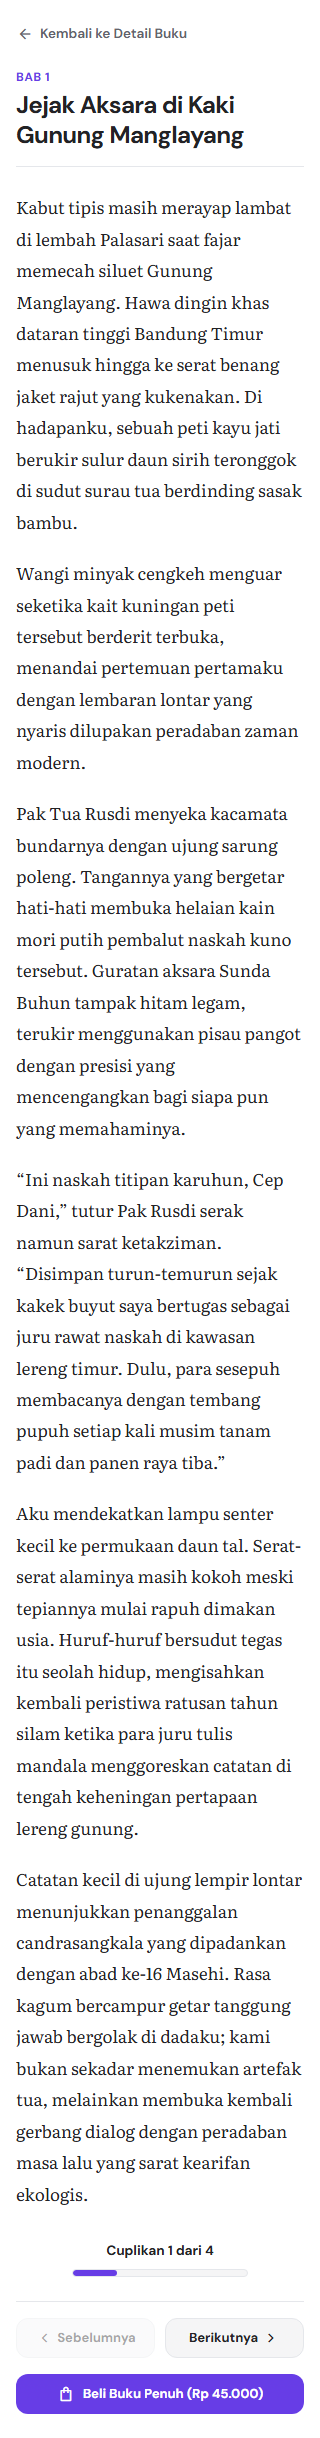 Kembali ke Detail Buku
BAB 1
Jejak Aksara di Kaki
Gunung Manglayang
Kabut tipis masih merayap lambat
di lembah Palasari saat fajar
memecah siluet Gunung
Manglayang. Hawa dingin khas
dataran tinggi Bandung Timur
menusuk hingga ke serat benang
jaket rajut yang kukenakan. Di
hadapanku, sebuah peti kayu jati
berukir sulur daun sirih teronggok
di sudut surau tua berdinding sasak
bambu.
Wangi minyak cengkeh menguar
seketika kait kuningan peti
tersebut berderit terbuka,
menandai pertemuan pertamaku
dengan lembaran lontar yang
nyaris dilupakan peradaban zaman
modern.
Pak Tua Rusdi menyeka kacamata
bundarnya dengan ujung sarung
poleng. Tangannya yang bergetar
hati-hati membuka helaian kain
mori putih pembalut naskah kuno
tersebut. Guratan aksara Sunda
Buhun tampak hitam legam,
terukir menggunakan pisau pangot
dengan presisi yang
mencengangkan bagi siapa pun
yang memahaminya.
“Ini naskah titipan karuhun, Cep
Dani,” tutur Pak Rusdi serak
namun sarat ketakziman.
“Disimpan turun-temurun sejak
kakek buyut saya bertugas sebagai
juru rawat naskah di kawasan
lereng timur. Dulu, para sesepuh
membacanya dengan tembang
pupuh setiap kali musim tanam
padi dan panen raya tiba.”
Aku mendekatkan lampu senter
kecil ke permukaan daun tal. Serat-
serat alaminya masih kokoh meski
tepiannya mulai rapuh dimakan
usia. Huruf-huruf bersudut tegas
itu seolah hidup, mengisahkan
kembali peristiwa ratusan tahun
silam ketika para juru tulis
mandala menggoreskan catatan di
tengah keheningan pertapaan
lereng gunung.
Catatan kecil di ujung lempir lontar
menunjukkan penanggalan
candrasangkala yang dipadankan
dengan abad ke-16 Masehi. Rasa
kagum bercampur getar tanggung
jawab bergolak di dadaku; kami
bukan sekadar menemukan artefak
tua, melainkan membuka kembali
gerbang dialog dengan peradaban
masa lalu yang sarat kearifan
ekologis.
Cuplikan 1 dari 4
Sebelumnya
Berikutnya
Beli Buku Penuh (Rp 45.000)